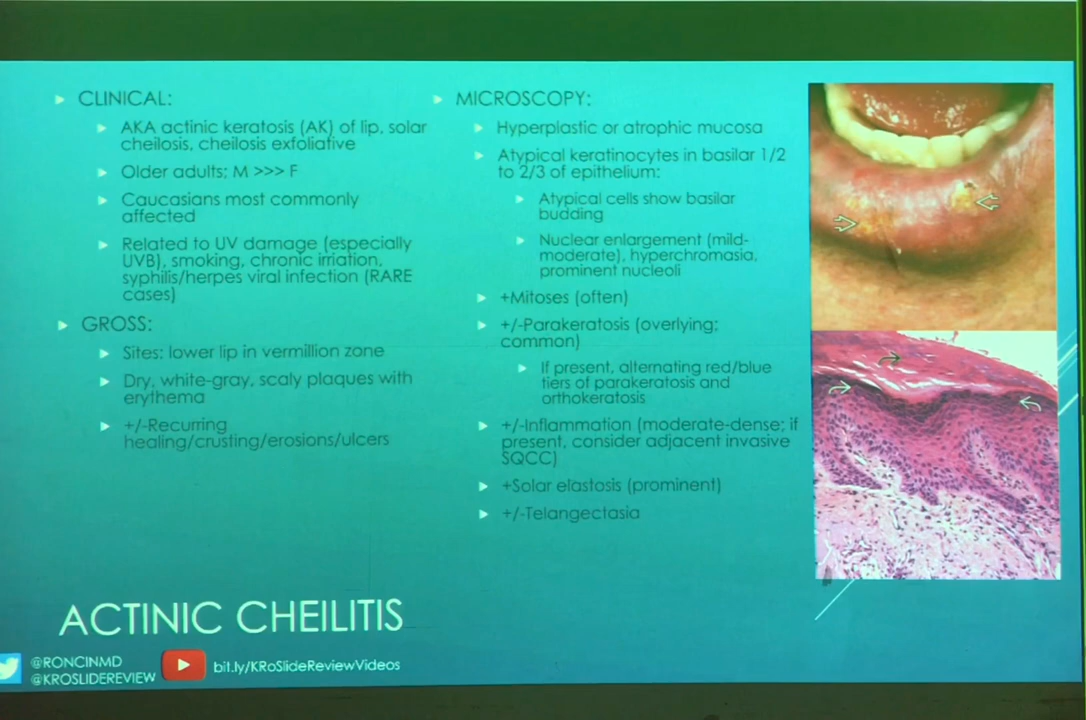 CLINICAL:
AKA actinic keratosis (AK) of lip, solar
cheilosis, cheilosis exfoliative
Older adults; M >>> F
Caucasians most commonly
affected
Related to UV damage (especially
UVB), smoking, chronic irriation,
syphilis/herpes viral infection (RARE
cases)
GROSS:
Sites: lower lip in vermillion zone
Dry, white-gray, scaly plaques with
erythema
+/-Recurring
healing/crusting/erosions/ulcers
MICROSCOPY:
Hyperplastic or atrophic mucosa
Atypical keratinocytes in basilar 1/2
to 2/3 of epithelium:
Atypical cells show basilar
budding
Nuclear enlargement (mild-
moderate), hyperchromasia,
prominent nucleoli
+Mitoses (often)
+/-Parakeratosis (overlying;
common)
If present, alternating red/blue
tiers of parakeratosis and
orthokeratosis
+/-Inflammation (moderate-dense; if
present, consider adjacent invasive
SQCC)
+Solar elastosis (prominent)
+/-Telangectasia
ACTINIC CHEILITIS
@RONCINMD
@KROSLIDEREVIEW
bit.ly/KRoSlideReviewVideos